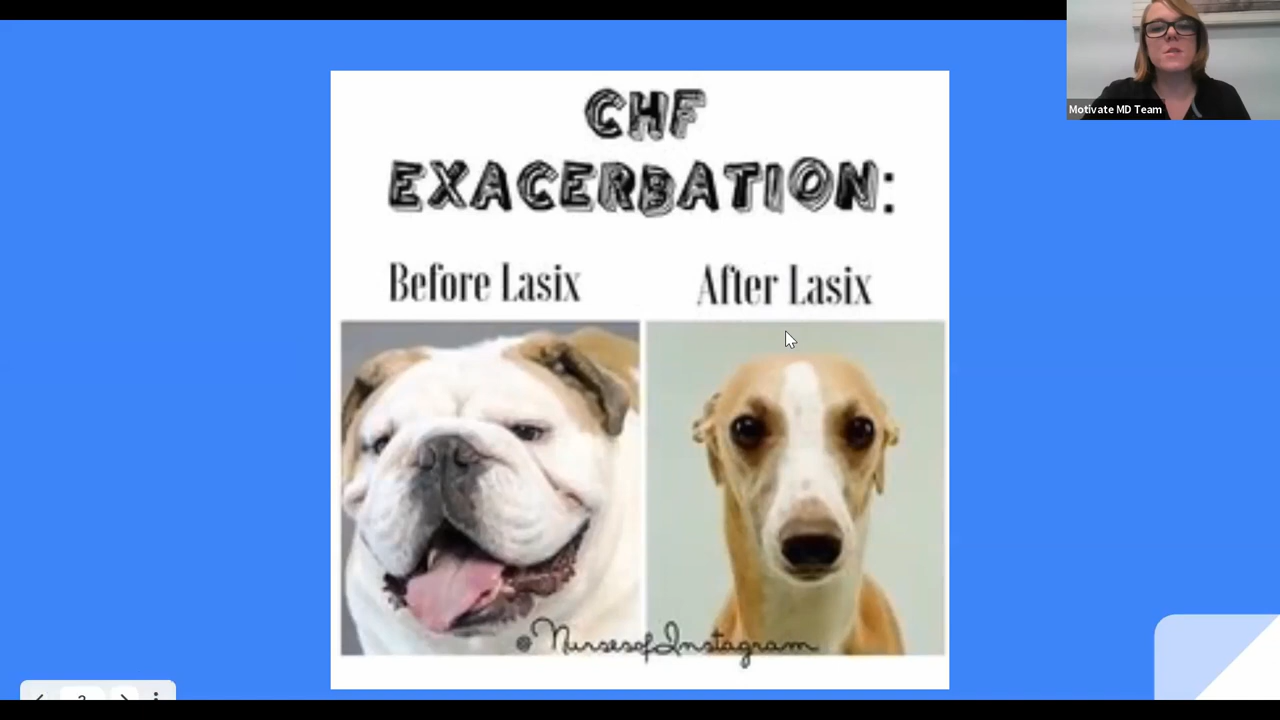 Motivate MD Team
CHF
EXACERBATION:
Before Lasix
After Lasix
@NursesofInstagram